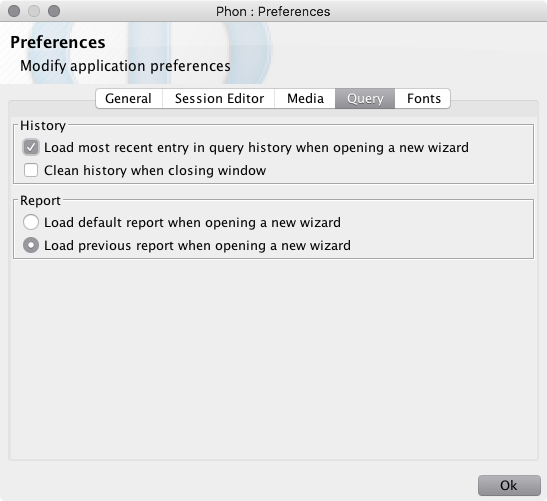 Phon : Preferences
Preferences
Modify application preferences
General Session Editor Media Query Fonts
History
Load most recent entry in query history when opening a new wizard
Clean history when closing window
Report
Load default report when opening a new wizard
Load previous report when opening a new wizard
Ok